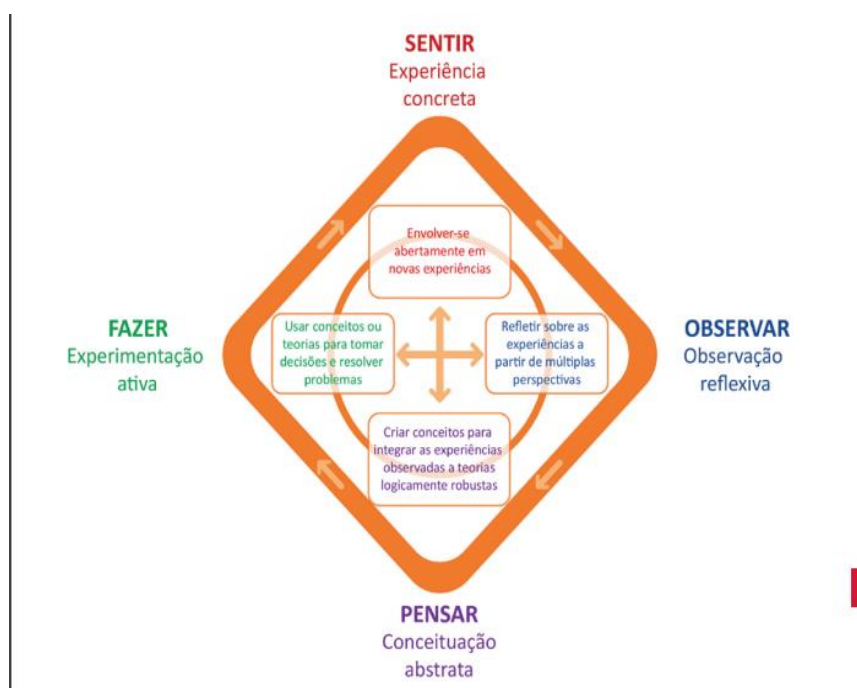 SENTIR
Experiência
concreta
Envolver-se
abertamente em
novas experiências
FAZER
Experimentação
ativa
Usar conceitos ou
teorias para tomar
decisões e resolver
problemas
Refletir sobre as
experiências a
partir de múltiplas
perspectivas
OBSERVAR
Observação
reflexiva
Criar conceitos para
integrar as experiências
observadas a teorias
logicamente robustas
PENSAR
Conceituação
abstrata